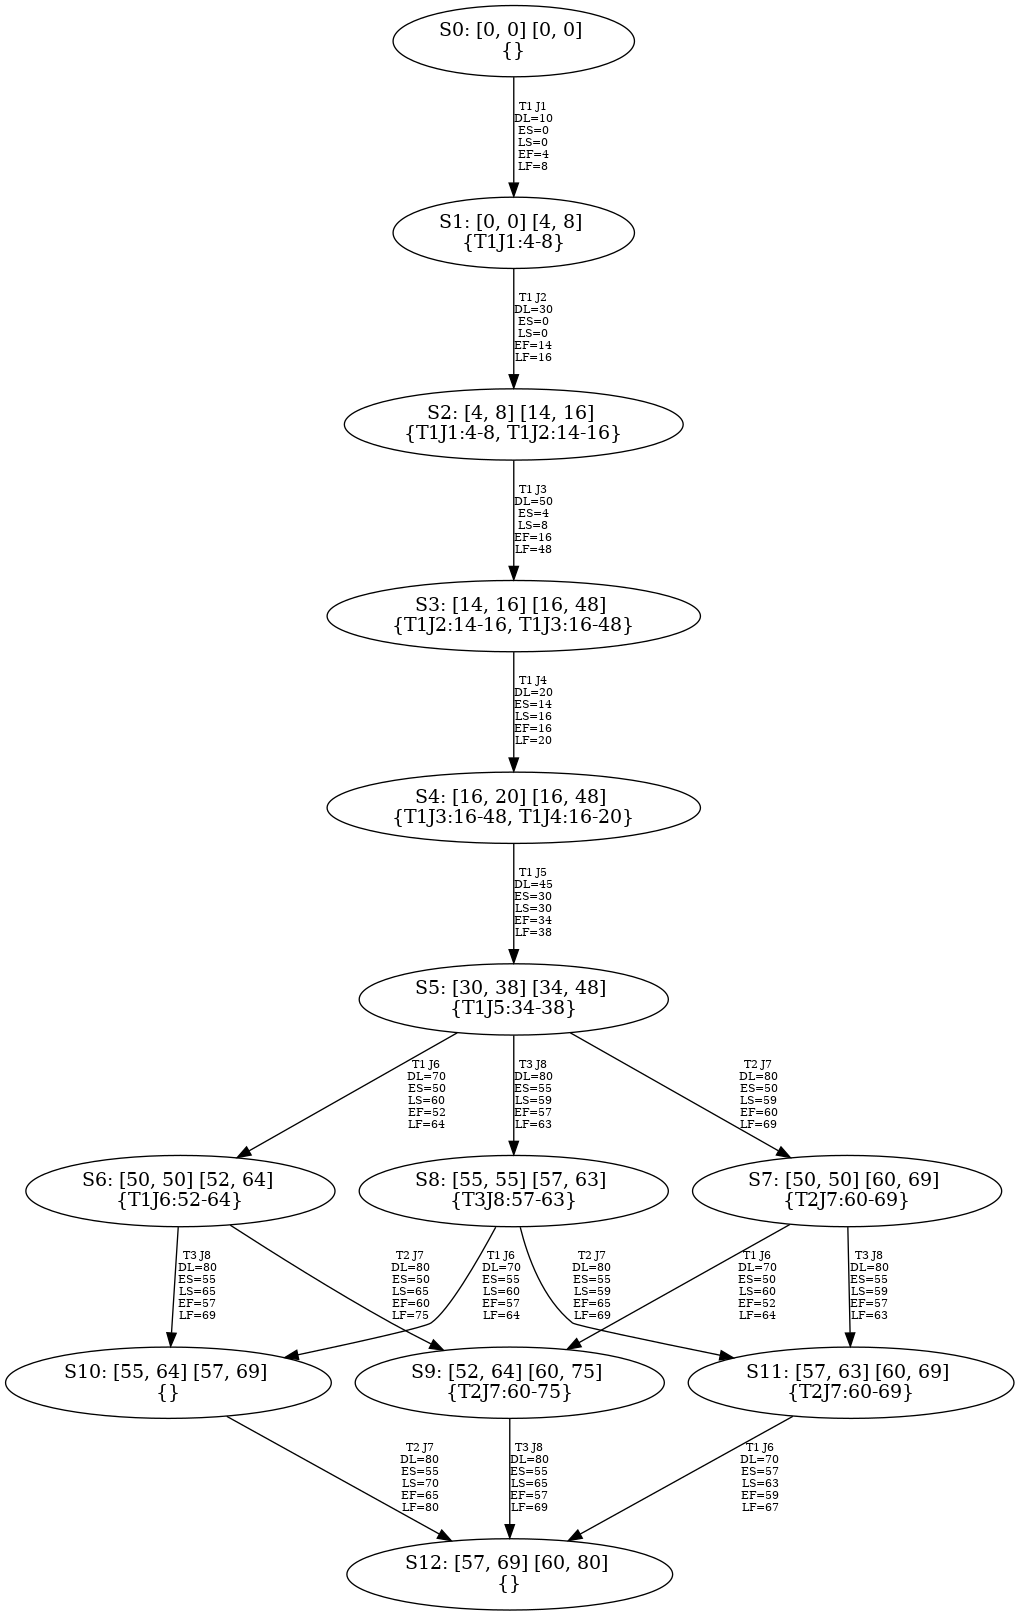 S0: [0, 0] [0, 0]
{}
T1 J1
DL=10
ES=0
LS=0
EF=4
LF=8
S1: [0, 0] [4, 8]
{T1J1:4-8}
T1 J2
DL=30
ES=0
LS=0
EF=14
LF=16
S2: [4, 8] [14, 16]
{T1J1:4-8, T1J2:14-16}
T1 J3
DL=50
ES=4
LS=8
EF=16
LF=48
S3: [14, 16] [16, 48]
{T1J2:14-16, T1J3:16-48}
T1 J4
DL=20
ES=14
LS=16
EF=16
LF=20
S4: [16, 20] [16, 48]
{T1J3:16-48, T1J4:16-20}
T1 J5
DL=45
ES=30
LS=30
EF=34
LF=38
S5: [30, 38] [34, 48]
{T1J5:34-38}
T1 J6
DL=70
ES=50
LS=60
EF=52
LF=64
T3 J8
DL=80
ES=55
LS=59
EF=57
LF=63
T2 J7
DL=80
ES=50
LS=59
EF=60
LF=69
S6: [50, 50] [52, 64]
{T1J6:52-64}
S8: [55, 55] [57, 63]
{T3J8:57-63}
S7: [50, 50] [60, 69]
{T2J7:60-69}
T3 J8
DL=80
ES=55
LS=65
EF=57
LF=69
T2 J7
DL=80
ES=50
LS=65
EF=60
LF=75
T1 J6
DL=70
ES=55
LS=60
EF=57
LF=64
T2 J7
DL=80
ES=55
LS=59
EF=65
LF=69
T1 J6
DL=70
ES=50
LS=60
EF=52
LF=64
T3 J8
DL=80
ES=55
LS=59
EF=57
LF=63
S10: [55, 64] [57, 69]
{}
S9: [52, 64] [60, 75]
{T2J7:60-75}
S11: [57, 63] [60, 69]
{T2J7:60-69}
T2 J7
DL=80
ES=55
LS=70
EF=65
LF=80
T3 J8
DL=80
ES=55
LS=65
EF=57
LF=69
T1 J6
DL=70
ES=57
LS=63
EF=59
LF=67
S12: [57, 69] [60, 80]
{}